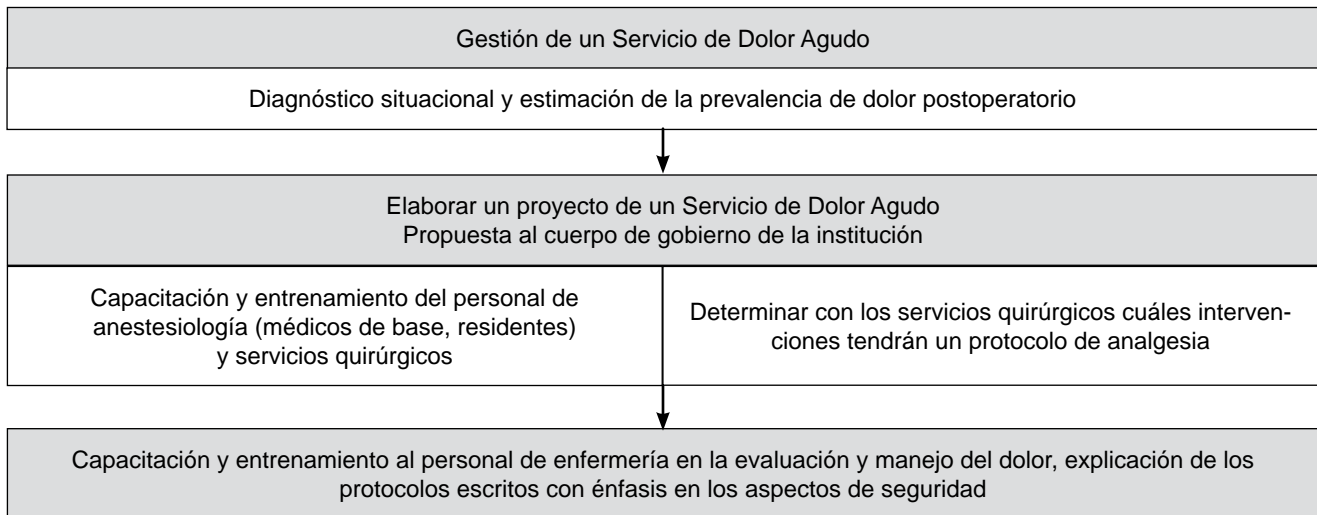 Gestión de un Servicio de Dolor Agudo
Diagnóstico situacional y estimación de la prevalencia de dolor postoperatorio
Elaborar un proyecto de un Servicio de Dolor Agudo
Propuesta al cuerpo de gobierno de la institución
Capacitación y entrenamiento del personal de
anestesiología (médicos de base, residentes)
y servicios quirúrgicos
Determinar con los servicios quirúrgicos cuáles interven-
ciones tendrán un protocolo de analgesia
Capacitación y entrenamiento al personal de enfermería en la evaluación y manejo del dolor, explicación de los
protocolos escritos con énfasis en los aspectos de seguridad